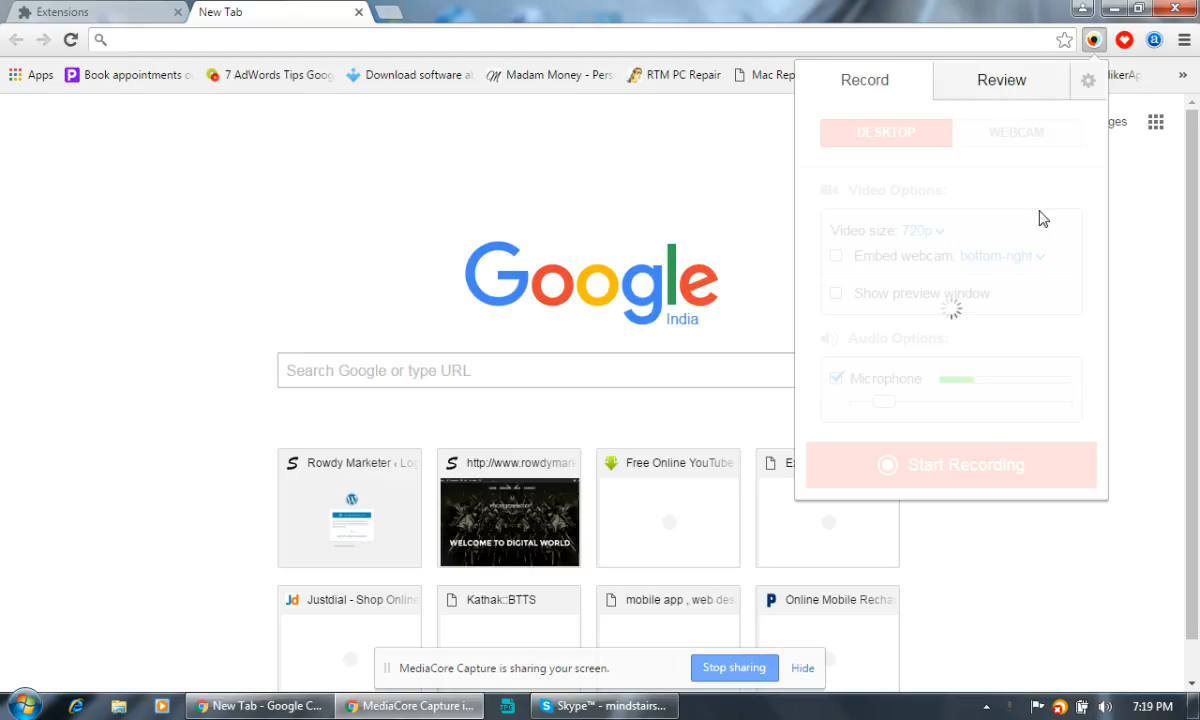 Extensions
New Tab
Apps
Book appointments o
7 AdWords Tips Goog
Download software a
Madam Money - Pers
RTM PC Repair
Mac Rep
likerAp
»
ges
Record
Review
DESKTOP
WEBCAM
Video Options:
Video size: 720p
Embed webcam: bottom-right
Show preview window
Audio Options:
Microphone
Start Recording
Google
India
Search Google or type URL
Rowdy Marketer ‹ Log
http://www.rowdymark
Free Online YouTube
Ex
WELCOME TO DIGITAL WORLD
Justdial - Shop Online
Kathak::BTTS
mobile app , web des
Online Mobile Recha
MediaCore Capture is sharing your screen.
Stop sharing
Hide
New Tab - Google C...
MediaCore Capture i...
Skype™ - mindstairs...
7:19 PM